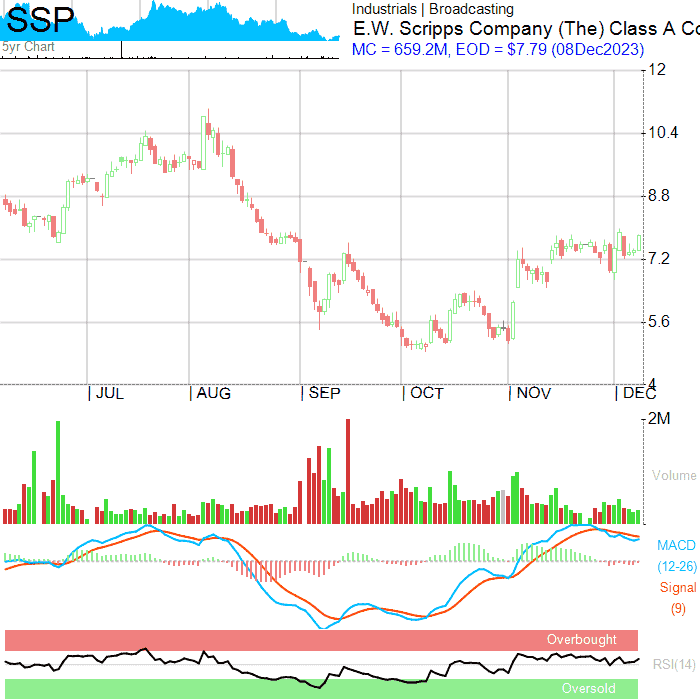 SSP
5yr Chart
Industrials | Broadcasting
E.W. Scripps Company (The) Class A Co
MC = 659.2M, EOD = $7.79 (08Dec2023)
12
10.4
8.8
7.2
5.6
4
JUL
AUG
SEP
OCT
NOV
DEC
2M
Volume
MACD
(12-26)
Signal
(9)
Overbought
RSI(14)
Oversold